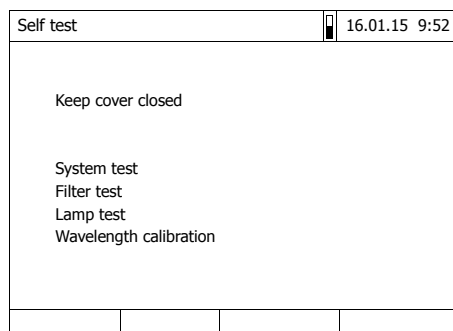 Self test 16.01.15 9:52
Keep cover closed
System test
Filter test
Lamp test
Wavelength calibration